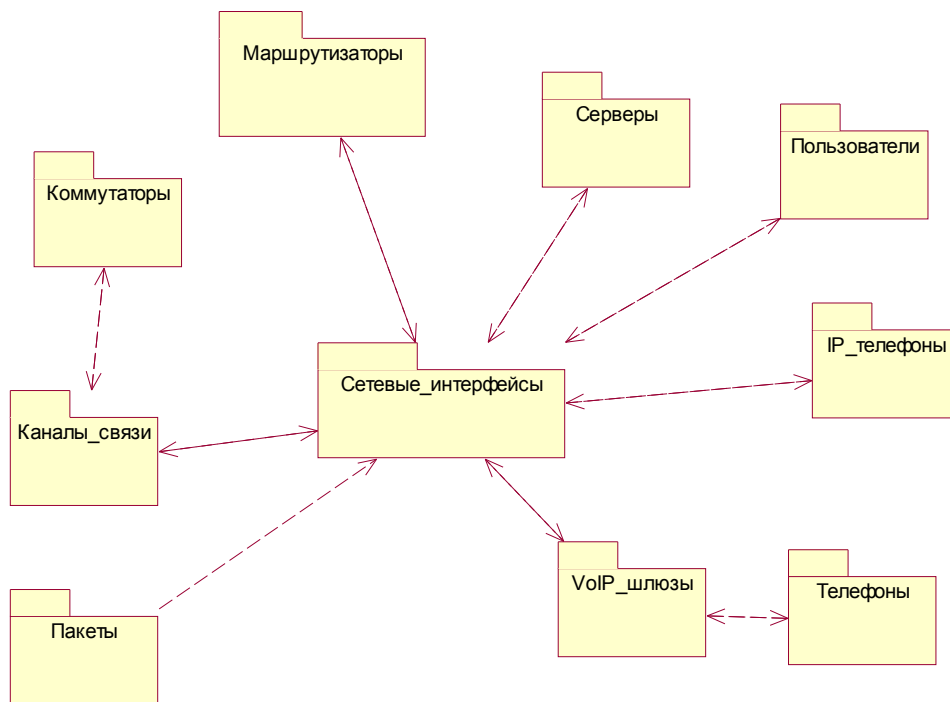 Маршрутизаторы
Серверы
Пользователи
Коммутаторы
IP_телефоны
Сетевые_интерфейсы
Каналы_связи
VoIP_шлюзы
Телефоны
Пакеты